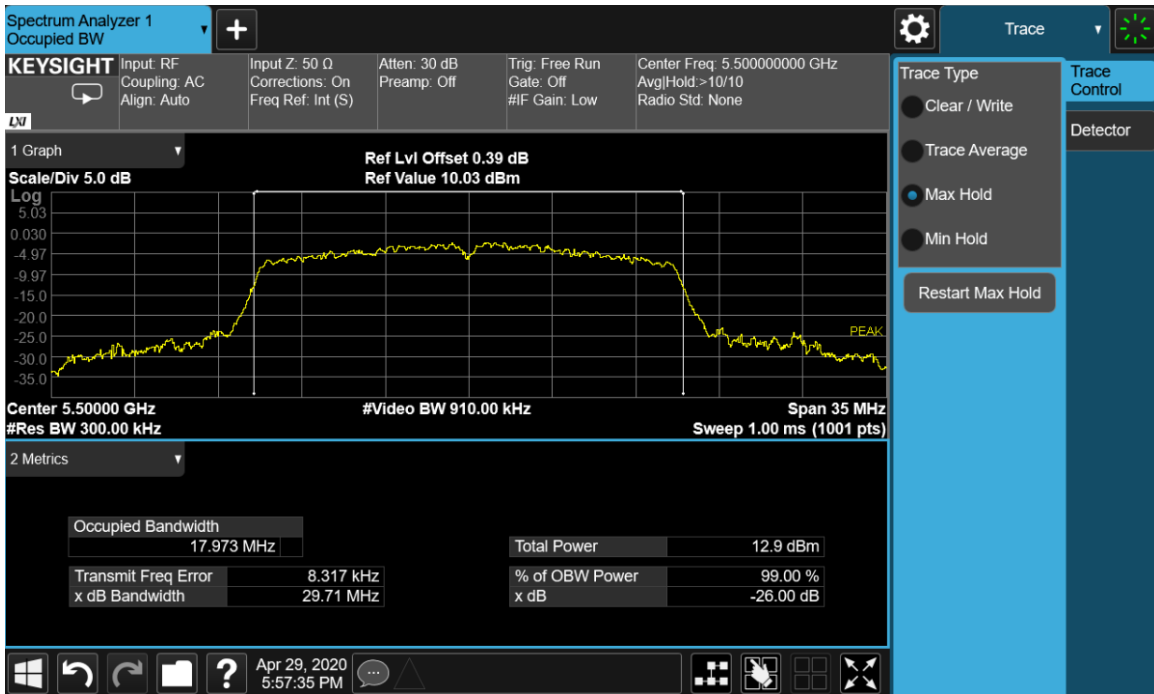 Spectrum Analyzer 1
Occupied BW
+
Trace
KEYSIGHT
Input: RF
Coupling: AC
Align: Auto
Input Z: 50 Ω
Corrections: On
Freq Ref: Int (S)
Atten: 30 dB
Preamp: Off
Trig: Free Run
Gate: Off
#IF Gain: Low
Center Freq: 5.500000000 GHz
Avg|Hold:>10/10
Radio Std: None
LXI
1 Graph
Scale/Div 5.0 dB
Ref Lvl Offset 0.39 dB
Ref Value 10.03 dBm
Log
5.03
0.030
-4.97
-9.97
-15.0
-20.0
-25.0
-30.0
-35.0
PEAK
Center 5.50000 GHz
#Video BW 910.00 kHz
Span 35 MHz
#Res BW 300.00 kHz
Sweep 1.00 ms (1001 pts)
2 Metrics
Occupied Bandwidth
17.973 MHz
Total Power 12.9 dBm
Transmit Freq Error 8.317 kHz
% of OBW Power 99.00 %
x dB Bandwidth 29.71 MHz
x dB -26.00 dB
Trace Type
Clear / Write
Trace Average
Max Hold
Min Hold
Restart Max Hold
Trace
Control
Detector
?
Apr 29, 2020
5:57:35 PM